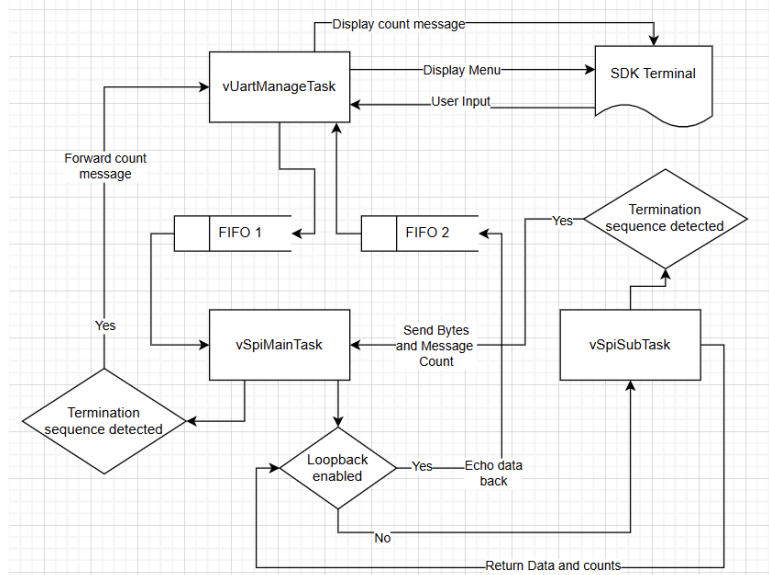 Display count message
vUartManageTask
Display Menu
SDK Terminal
User Input
Forward count
message
FIFO 1
FIFO 2
Yes
Termination
sequence detected
Yes
vSpiMainTask
Send Bytes
and Message
Count
vSpiSubTask
Termination
sequence detected
Loopback
enabled
Yes
Echo data
back
No
Return Data and counts